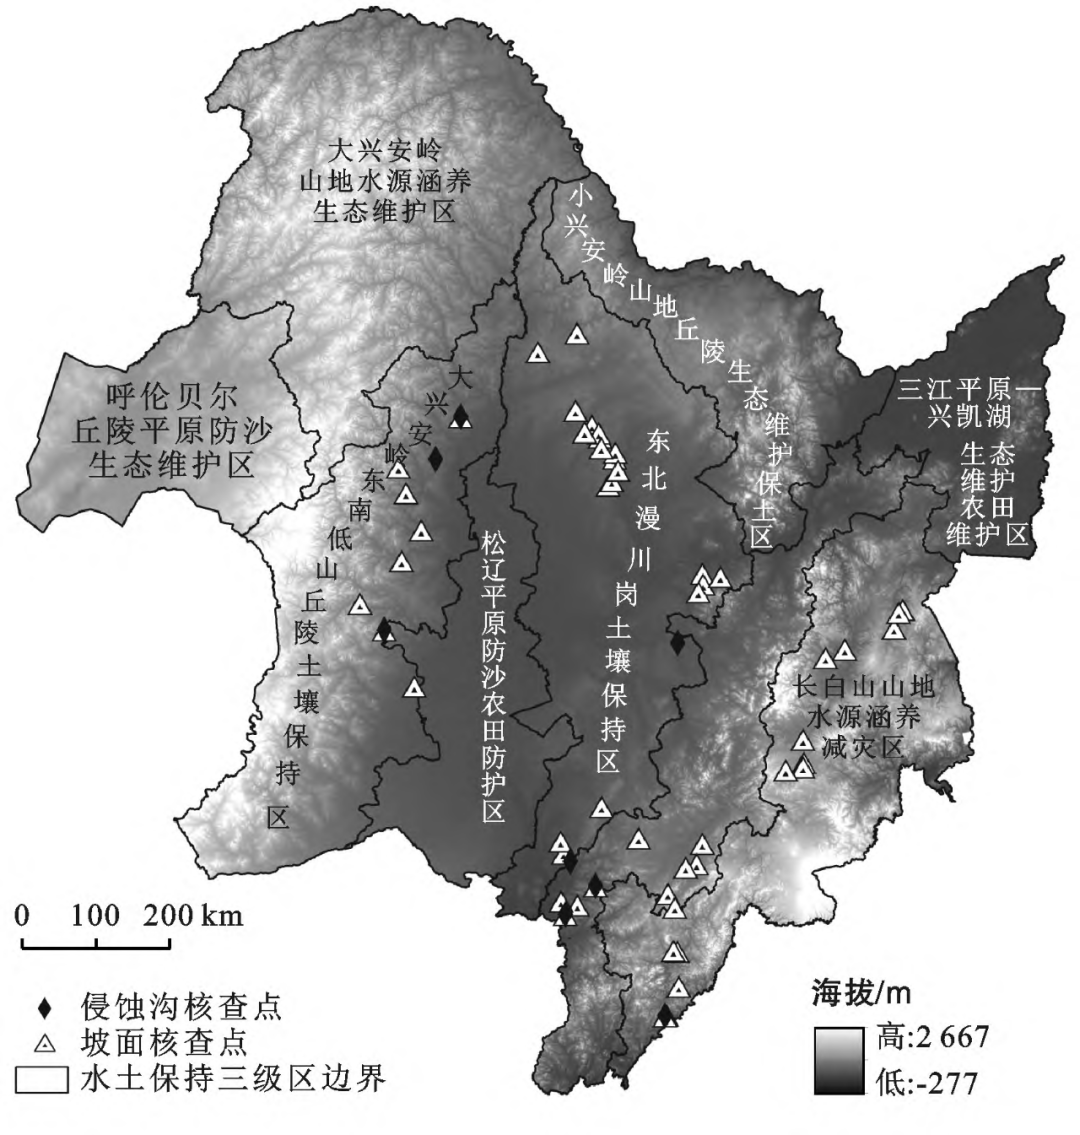 大兴安岭
山地水源涵养
生态维护区
小兴安岭山地丘陵生态维护保土区
呼伦贝尔
丘陵平原防沙
生态维护区
大兴安岭东南低山丘陵土壤保持区
三江平原—
兴凯湖
生态
维护
农田
维护区
东北漫川岗土壤保持区
松辽平原防沙农田防护区
长白山山地
水源涵养
减灾区
0 100 200 km
侵蚀沟核查点
坡面核查点
水土保持三级区边界
海拔/m
高:2 667
低:-277